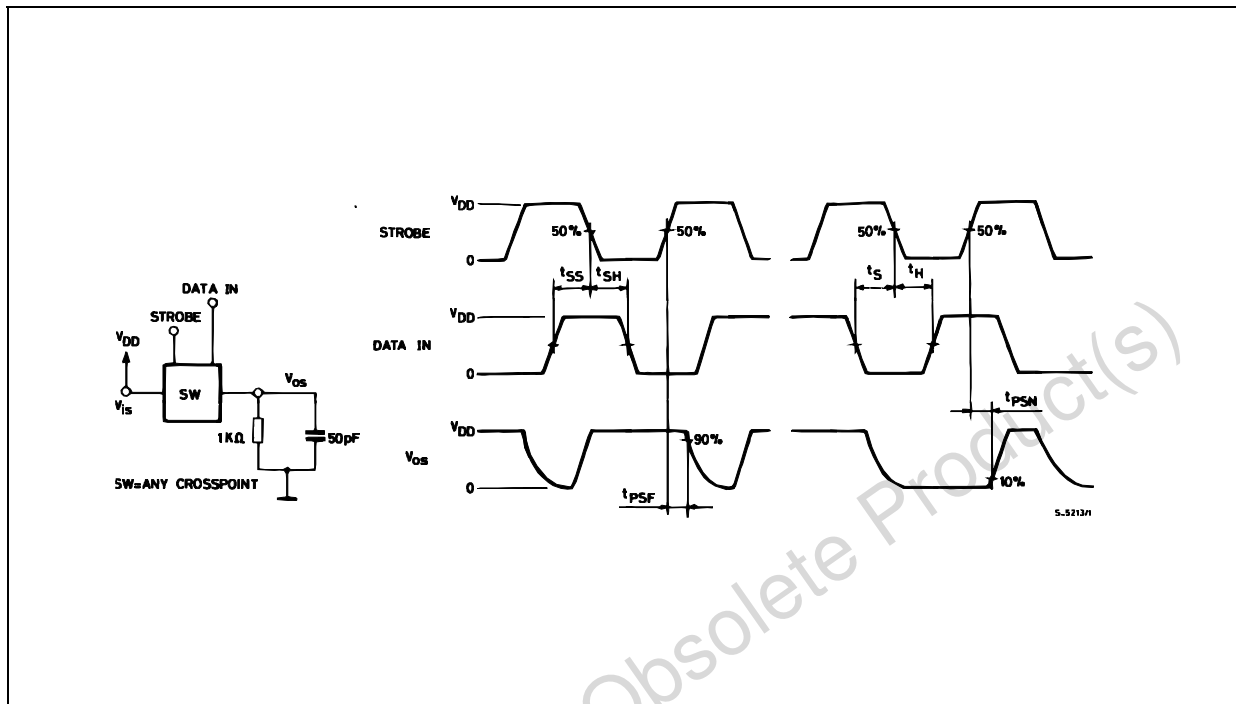 DATA IN
STROBE
VDD
SW
Vis
Vos
1KΩ
50pF
SW=ANY CROSSPOINT
STROBE
VDD
0
50%
50%
50%
50%
tSS
tSH
tS
tH
DATA IN
VDD
0
tPSN
Vos
VDD
0
90%
tPSF
10%
S-5213/1
Obsolete Product(s)